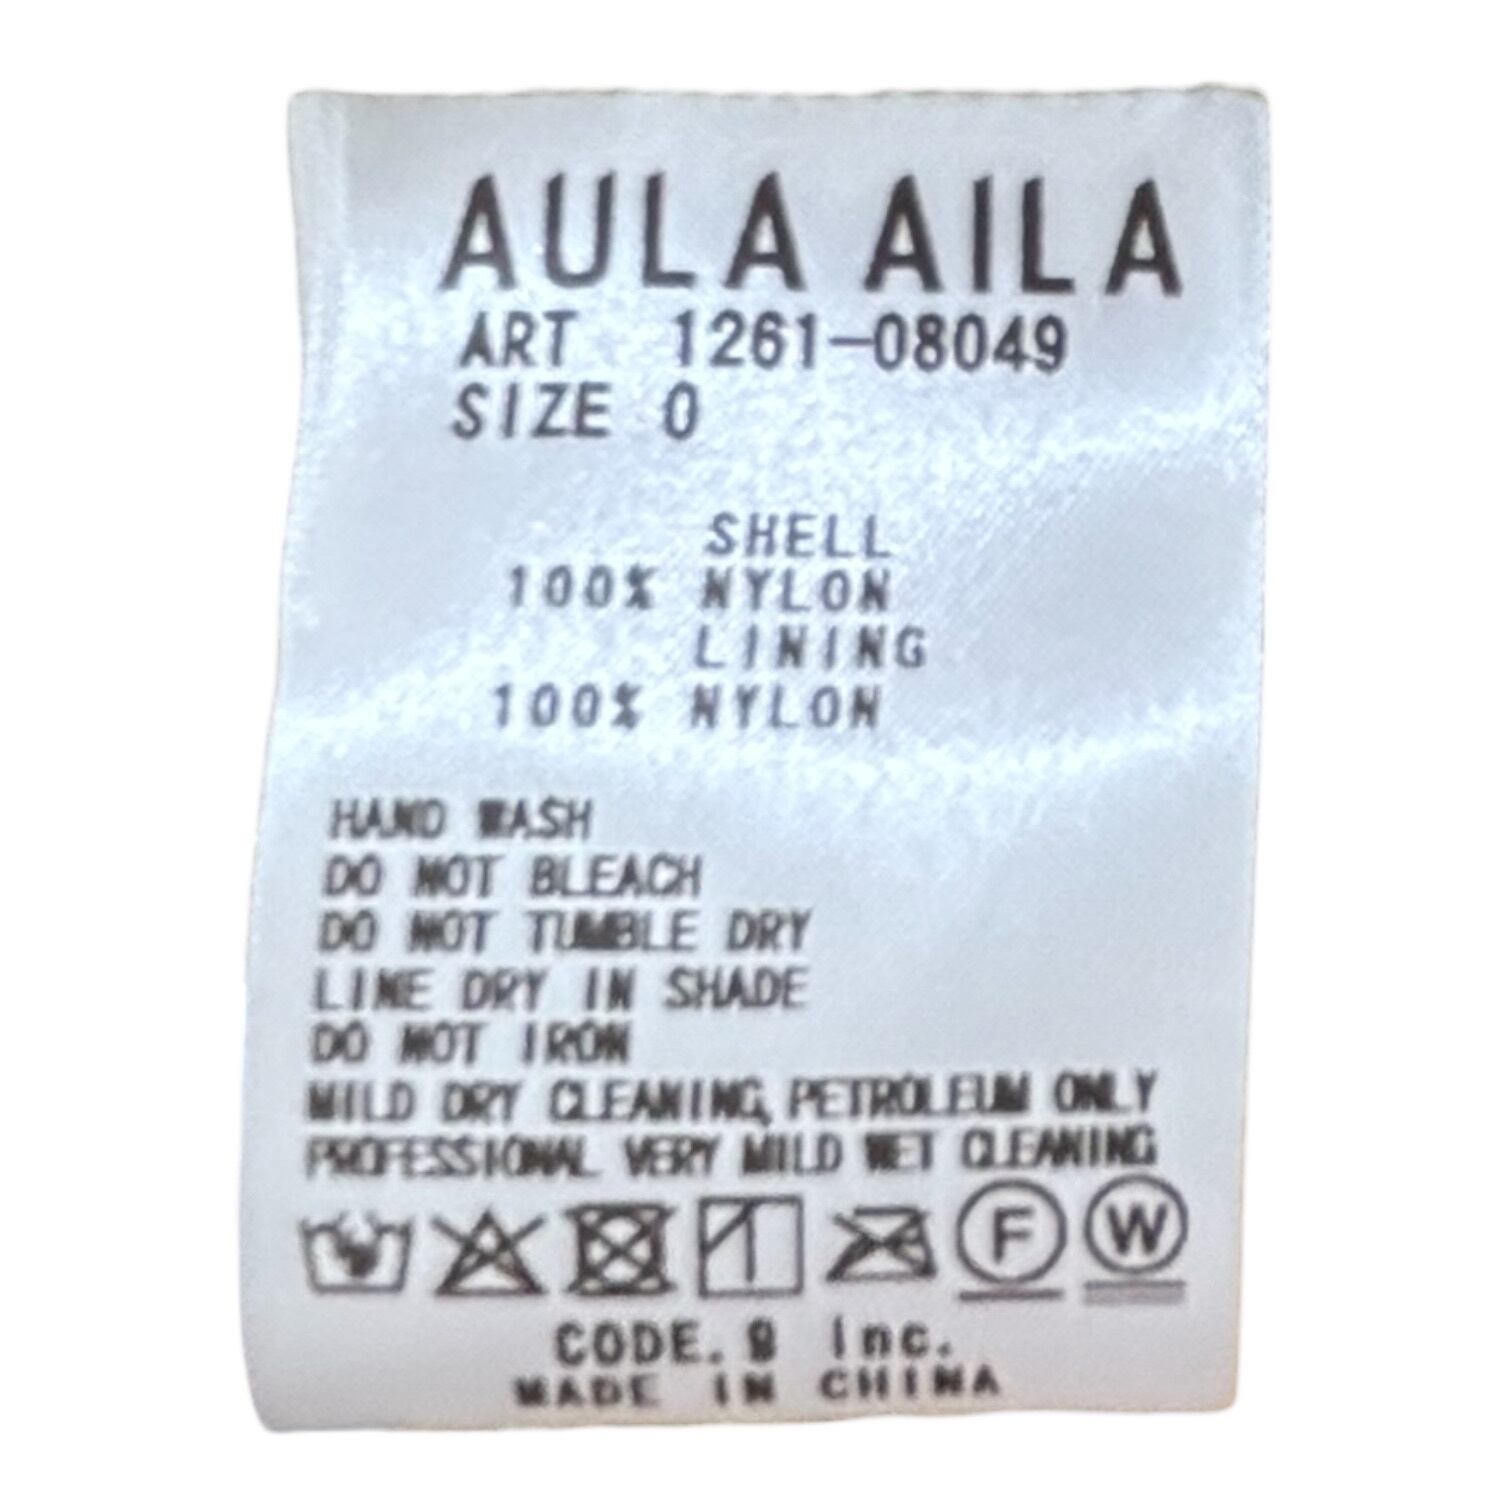 AULA AILA
ART 1261-08049
SIZE 0
SHELL
100% NYLON
LINING
100% NYLON
HAND WASH
DO NOT BLEACH
DO NOT TUMBLE DRY
LINE DRY IN SHADE
DO NOT IRON
MILD DRY CLEANING, PETROLEUM ONLY
PROFESSIONAL VERY MILD WET CLEANING
F W
CODE. 9 Inc.
MADE IN CHINA